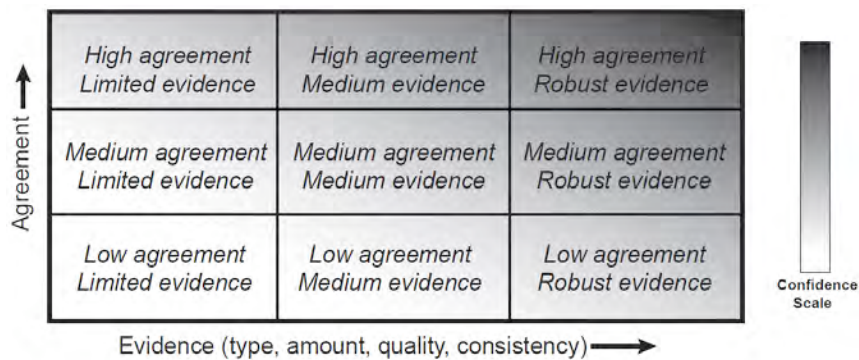 High agreement
Limited evidence
High agreement
Medium evidence
High agreement
Robust evidence
Medium agreement
Limited evidence
Medium agreement
Medium evidence
Medium agreement
Robust evidence
Low agreement
Limited evidence
Low agreement
Medium evidence
Low agreement
Robust evidence
Agreement
Evidence (type, amount, quality, consistency)
Confidence
Scale